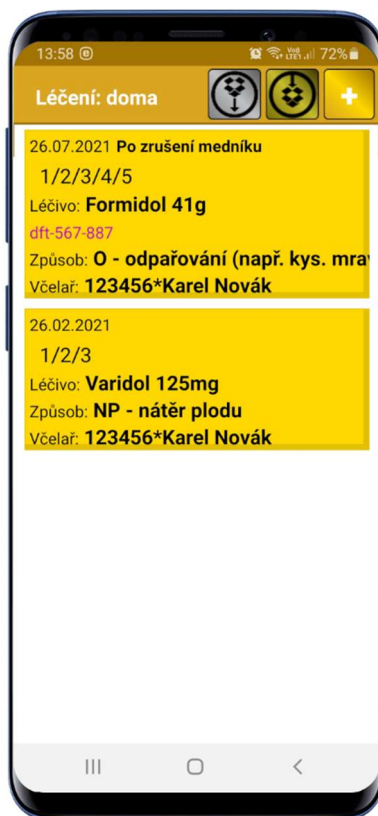 13:58
72%
Léčení: doma
26.07.2021 Po zrušení medníku
1/2/3/4/5
Léčivo: Formidol 41g
dft-567-887
Způsob: O - odpařování (např. kys. mra
Včelař: 123456*Karel Novák
26.02.2021
1/2/3
Léčivo: Varidol 125mg
Způsob: NP - nátěr plodu
Včelař: 123456*Karel Novák